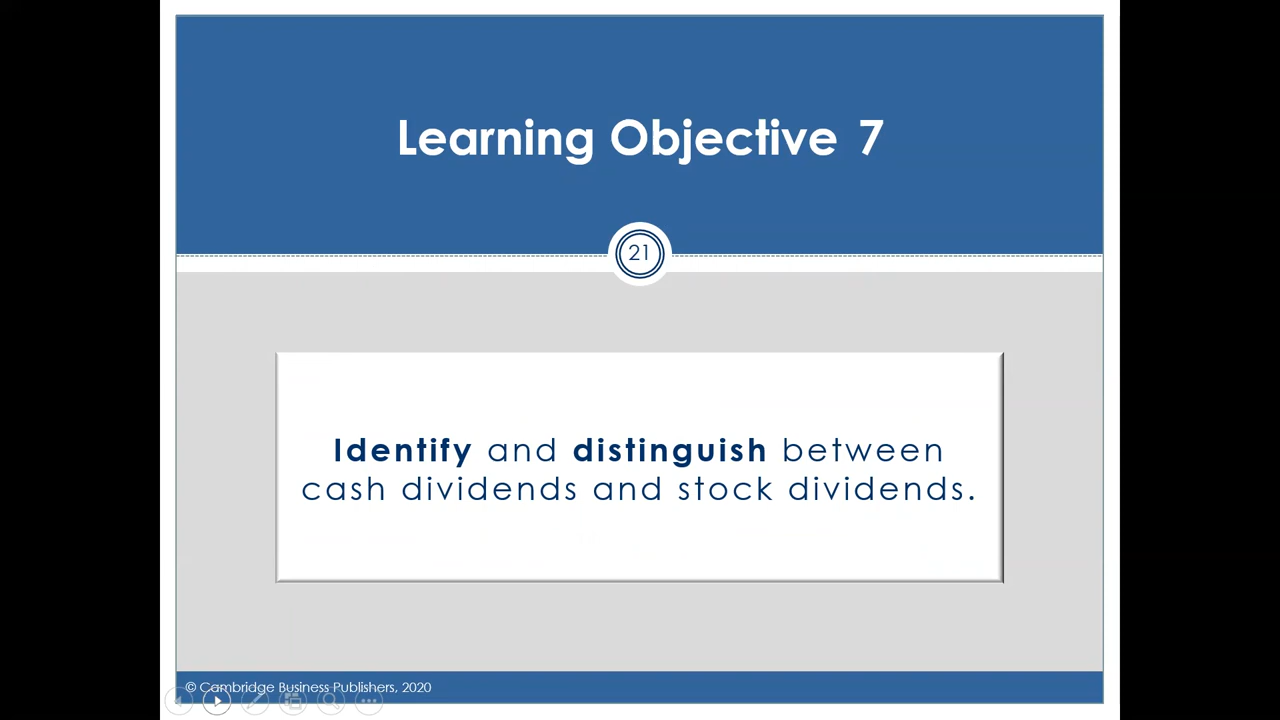 Learning Objective 7
21
Identify and distinguish between
cash dividends and stock dividends.
© Cambridge Business Publishers, 2020